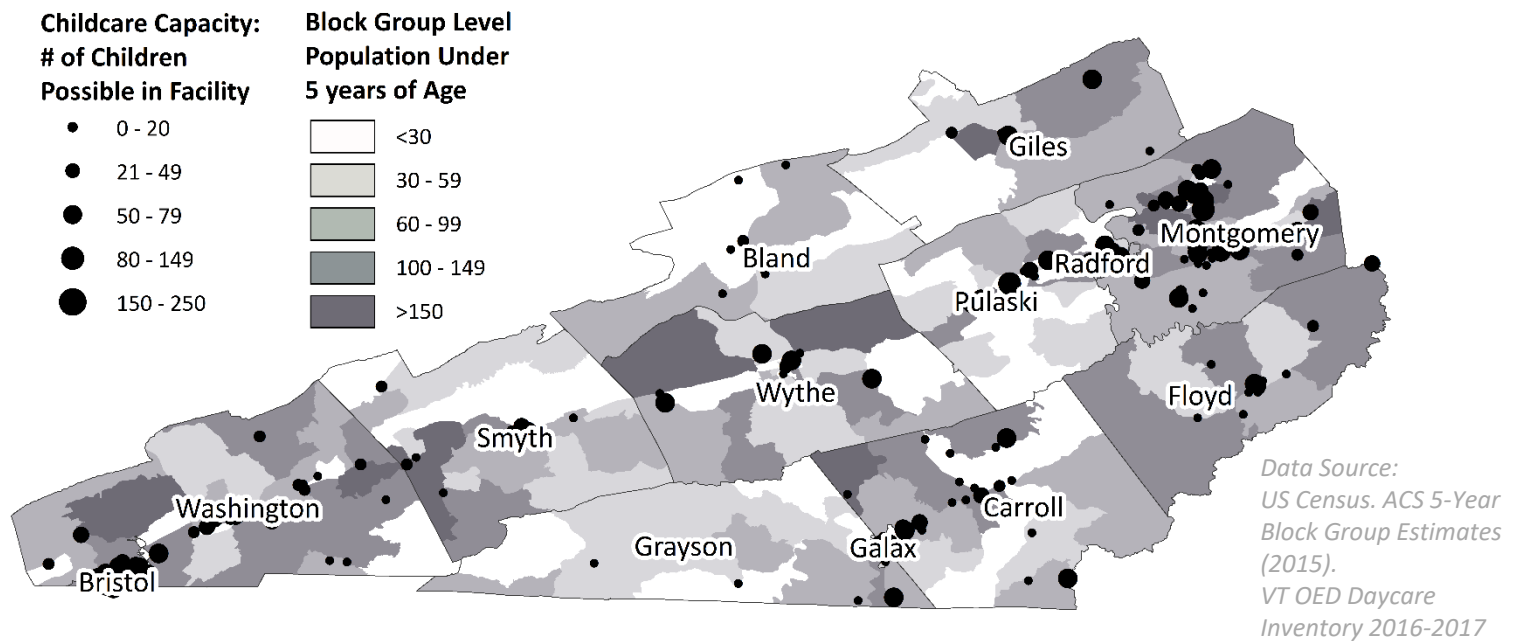 Childcare Capacity:
# of Children
Possible in Facility
0 - 20
21 - 49
50 - 79
80 - 149
150 - 250
Block Group Level
Population Under
5 years of Age
<30
30 - 59
60 - 99
100 - 149
>150
Giles
Montgomery
Bland
Radford
Pulaski
Wythe
Floyd
Smyth
Washington
Carroll
Grayson
Galax
Bristol
Data Source:
US Census. ACS 5-Year
Block Group Estimates
(2015).
VT OED Daycare
Inventory 2016-2017